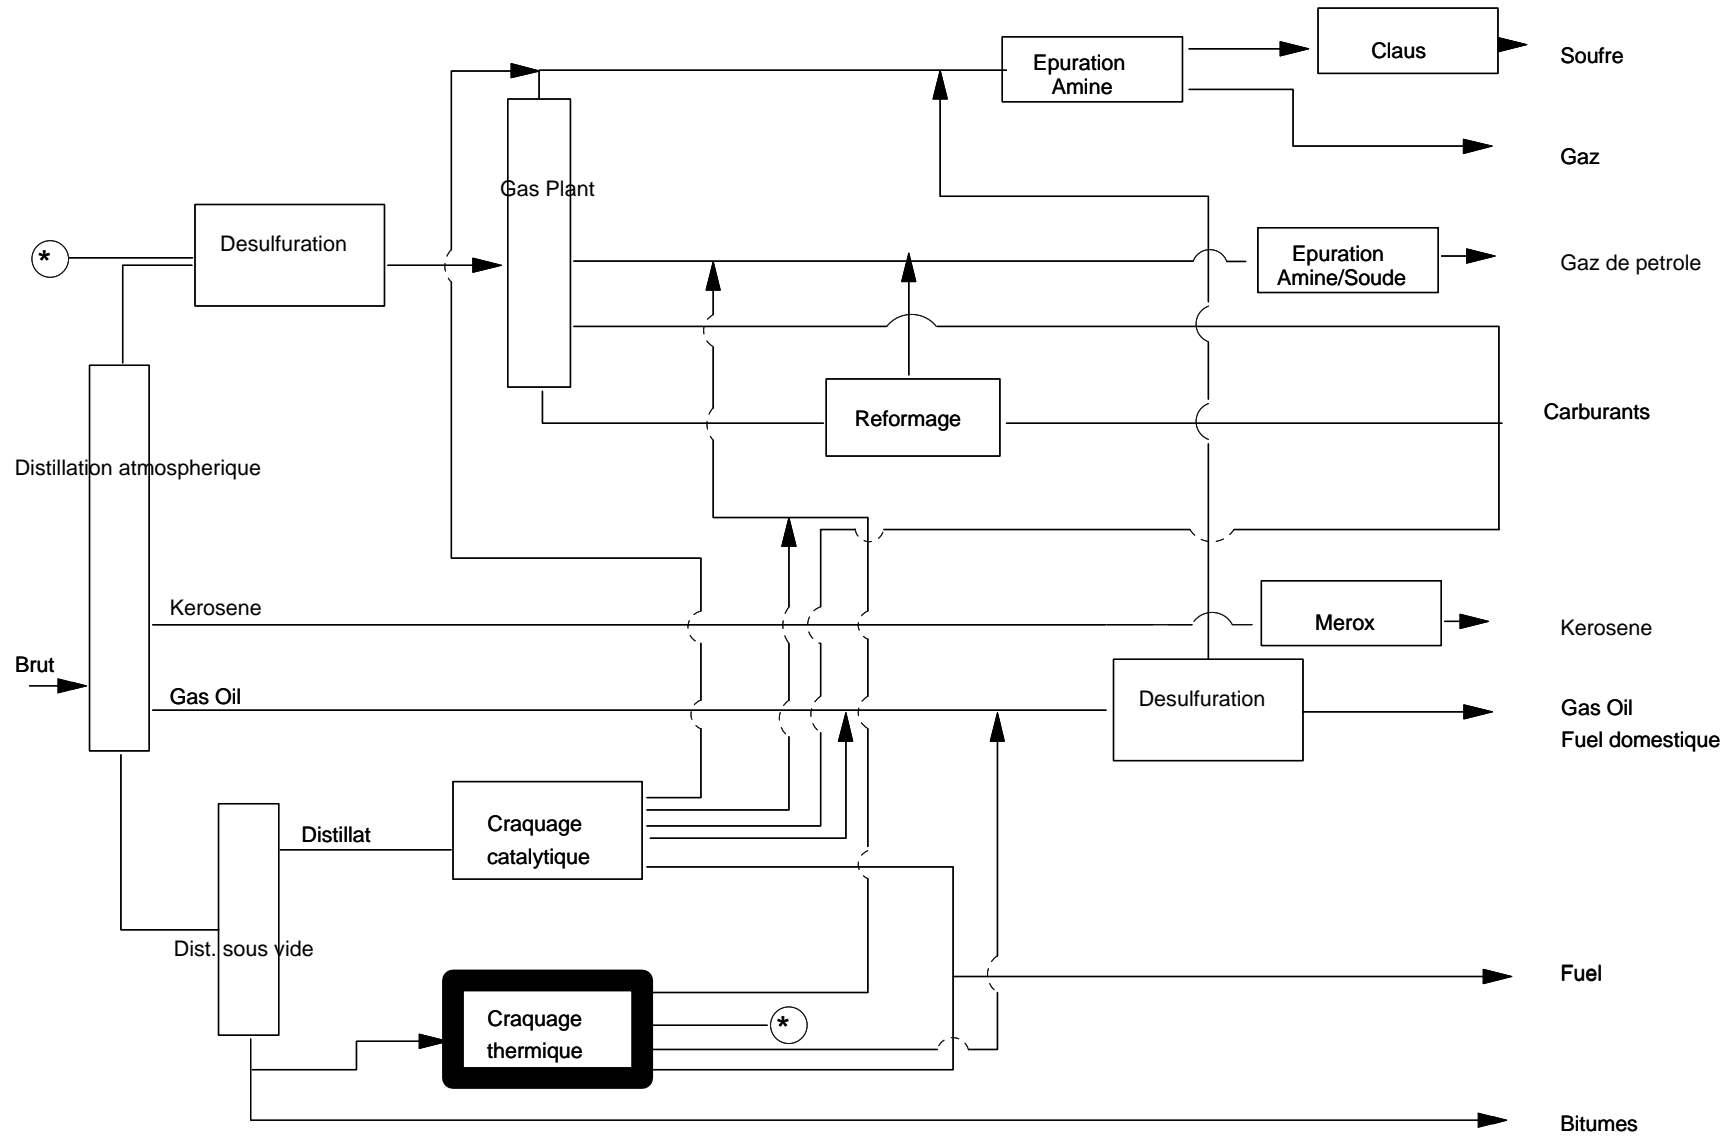 Claus
Soufre
Epuration
Amine
Gaz
Gas Plant
Desulfuration
*
Epuration
Amine/Soude
Gaz de petrole
Reformage
Carburants
Distillation atmospherique
Kerosene
Merox
Kerosene
Brut
Gas Oil
Desulfuration
Gas Oil
Fuel domestique
Distillat
Craquage
catalytique
Dist. sous vide
Fuel
Craquage
thermique
*
Bitumes